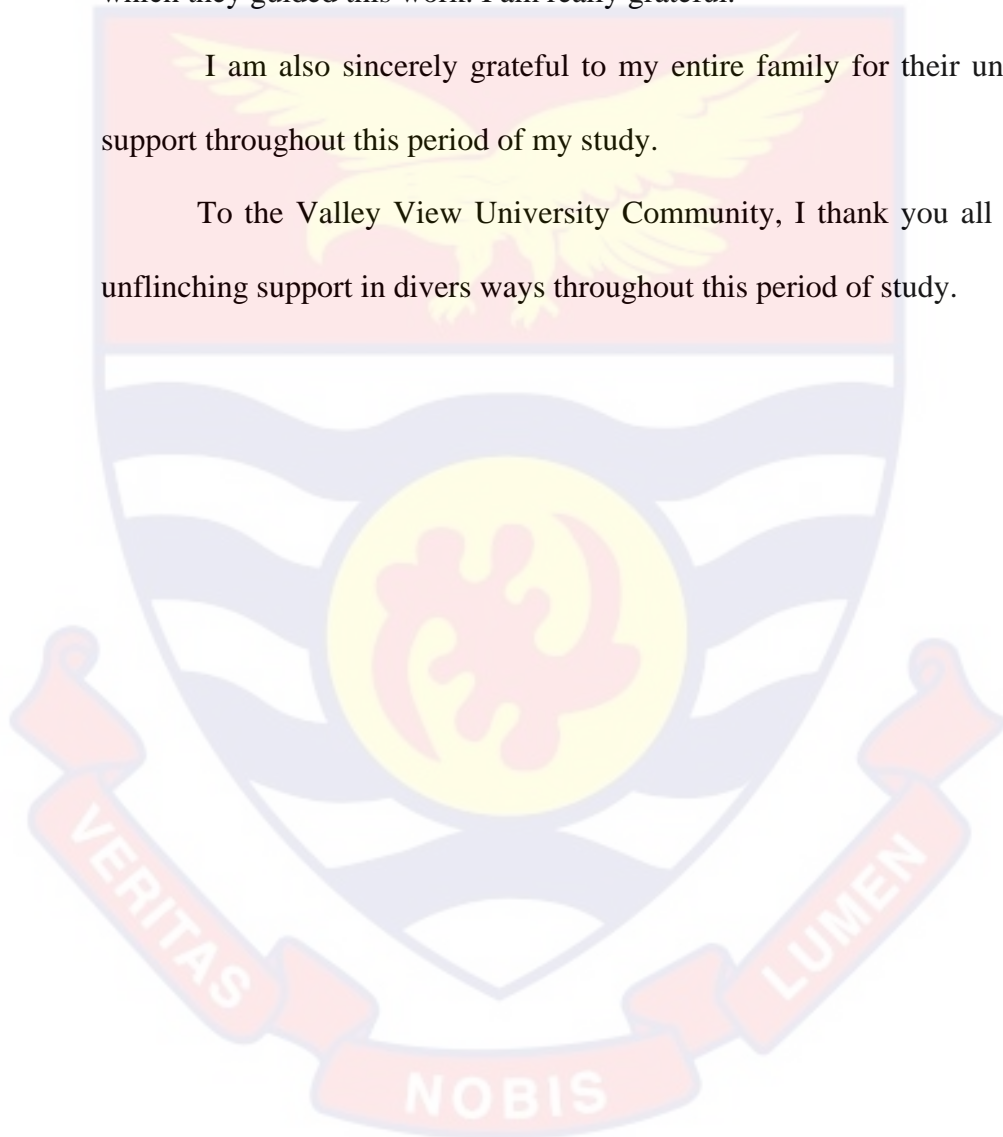 which they guided this work. I am really grateful.
I am also sincerely grateful to my entire family for their
support throughout this period of my study.
To the Valley View University Community, I thank you all
unflinching support in divers ways throughout this period of study.
VERITAS
NOBIS
LUMEN